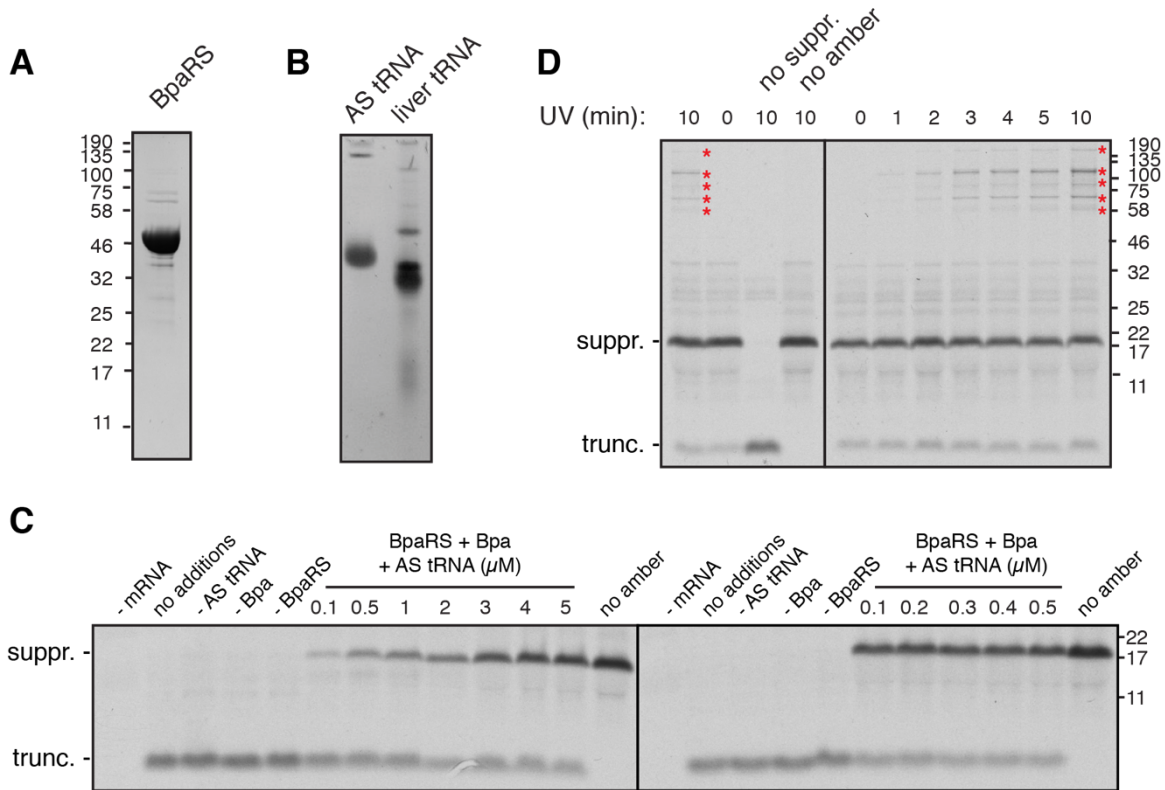 A
BpaRS
190
135
100
75
58
46
32
25
22
17
11
B
AS tRNA
liver tRNA
D
no suppr.
no amber
UV (min): 10 0 10 10 0 1 2 3 4 5 10
190
135
100
75
58
46
32
25
22
17
11
suppr. -
trunc. -
* * * * *
* * * * *
C
- mRNA
no additions
- AS tRNA
- Bpa
- BpaRS
BpaRS + Bpa
+ AS tRNA (µM)
0.1 0.5 1 2 3 4 5
no amber
- mRNA
no additions
- AS tRNA
- Bpa
- BpaRS
BpaRS + Bpa
+ AS tRNA (µM)
0.1 0.2 0.3 0.4 0.5
no amber
suppr. -
trunc. -
22
17
11